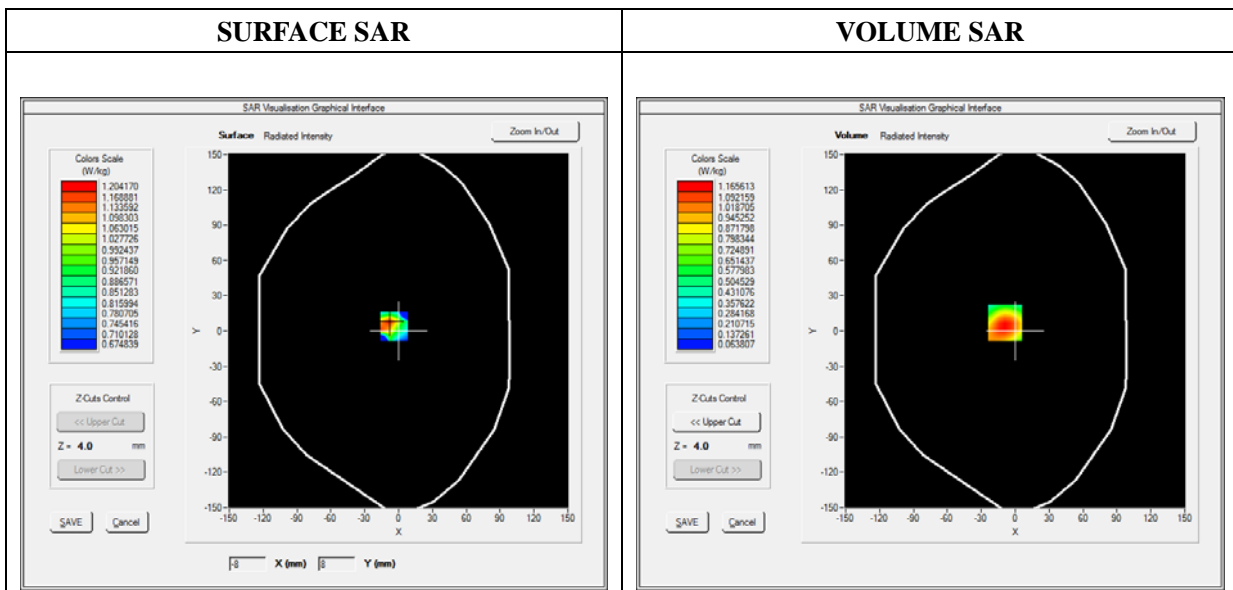 SURFACE SAR
VOLUME SAR
SAR Visualisation Graphical Interface
Surface Radiated Intensity
Zoom In/Out
Colors Scale
(W/kg)
1.204170
1.168881
1.133592
1.098303
1.063015
1.027726
0.992437
0.957149
0.921860
0.886571
0.851283
0.815994
0.780705
0.745416
0.710128
0.674839
Z-Cuts Control
<< Upper Cut
Z = 4.0 mm
Lower Cut >>
SAVE Cancel
150
120
90
60
30
0
-30
-60
-90
-120
-150
Y
-150 -120 -90 -60 -30 0 30 60 90 120 150
X
-8 X (mm) 8 Y (mm)
SAR Visualisation Graphical Interface
Volume Radiated Intensity
Zoom In/Out
Colors Scale
(W/kg)
1.165613
1.092159
1.018705
0.945252
0.871798
0.798344
0.724891
0.651437
0.577983
0.504529
0.431076
0.357622
0.284168
0.210715
0.137261
0.063807
Z-Cuts Control
<< Upper Cut
Z = 4.0 mm
Lower Cut >>
SAVE Cancel
150
120
90
60
30
0
-30
-60
-90
-120
-150
Y
-150 -120 -90 -60 -30 0 30 60 90 120 150
X